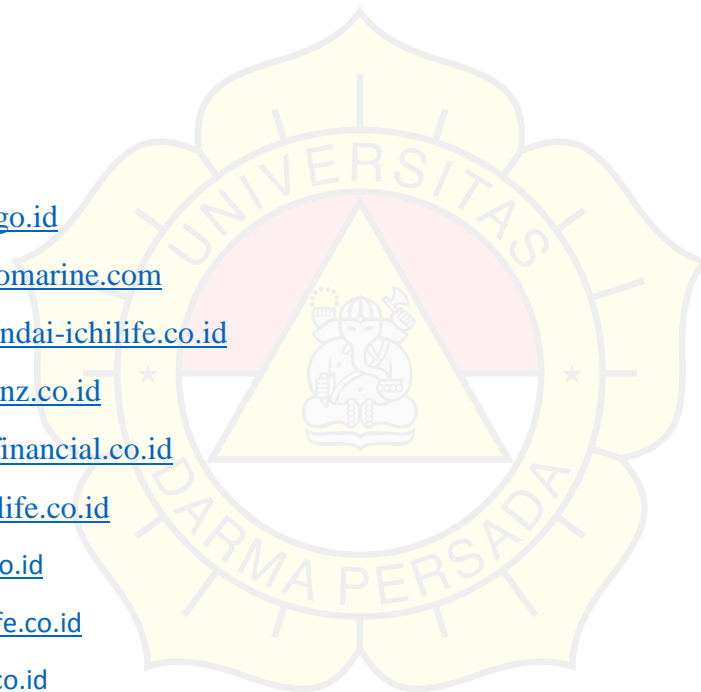 go.id
omarine.com
ndai-ichilife.co.id
nz.co.id
financial.co.id
life.co.id
o.id
fe.co.id
co.id
UNIVERSITAS
DARMA PERSADA